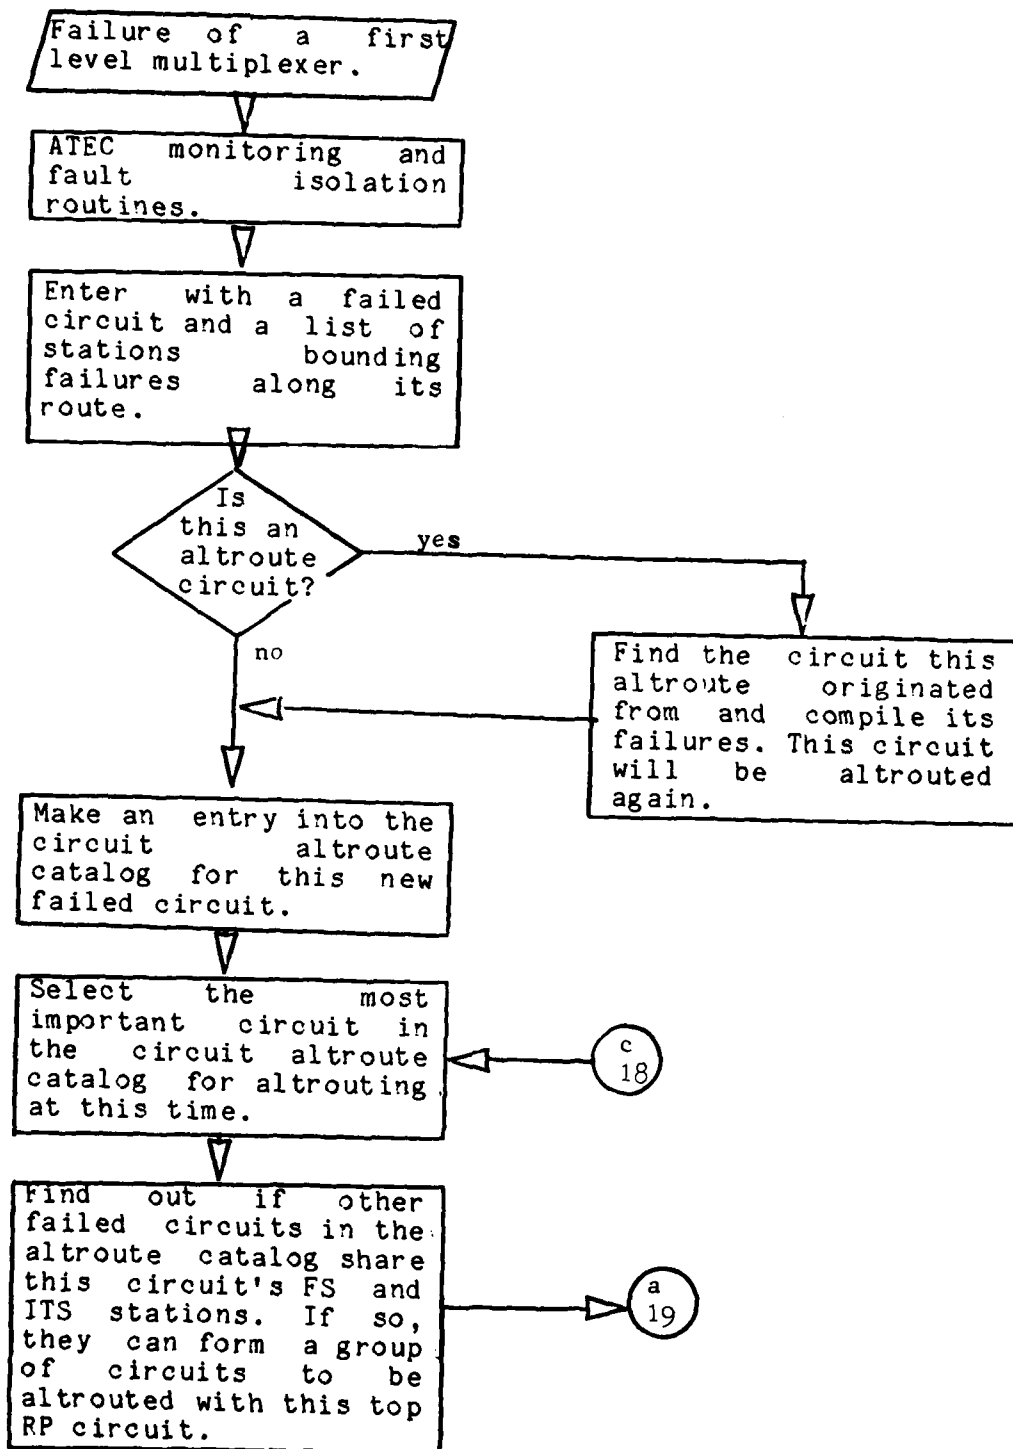 Failure of a first
level multiplexer.
ATEC monitoring and
fault isolation
routines.
Enter with a failed
circuit and a list of
stations bounding
failures along its
route.
Is
this an
altroute
circuit?
yes
no
Find the circuit this
altroute originated
from and compile its
failures. This circuit
will be altrouted
again.
Make an entry into the
circuit altroute
catalog for this new
failed circuit.
Select the most
important circuit in
the circuit altroute
catalog for altrouting
at this time.
c
18
Find out if other
failed circuits in the
altroute catalog share
this circuit's FS and
ITS stations. If so,
they can form a group
of circuits to be
altrouted with this top
RP circuit.
a
19